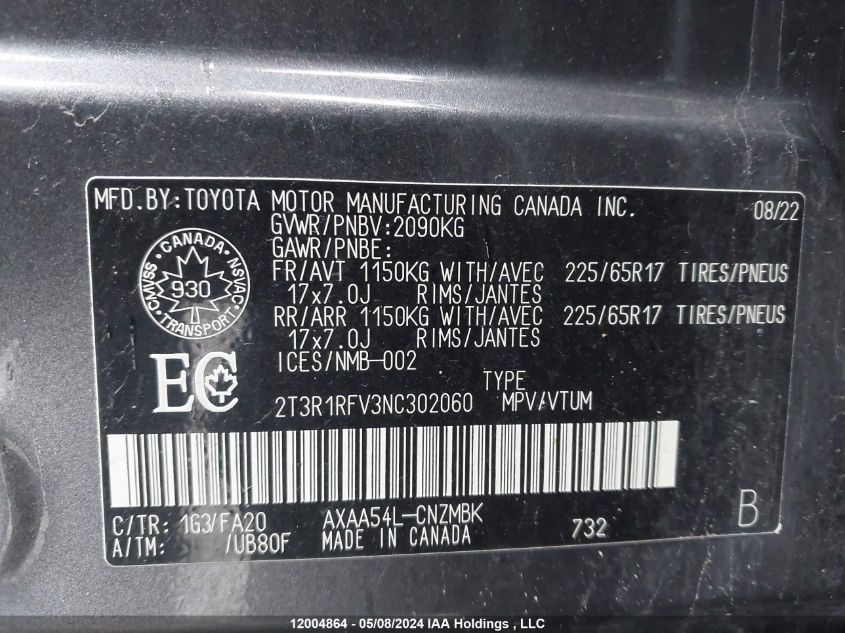 MFD.BY:TOYOTA MOTOR MANUFACTURING CANADA INC. 08/22
GVWR/PNBV:2090KG
GAWR/PNBE:
FR/AVT 1150KG WITH/AVEC 225/65R17 TIRES/PNEUS
17x7.0J RIMS/JANTES
RR/ARR 1150KG WITH/AVEC 225/65R17 TIRES/PNEUS
17x7.0J RIMS/JANTES
ICES/NMB-002
TYPE
2T3R1RFV3NC302060 MPV/VTUM
CANADA
CMVSS 930 NSVAC
TRANSPORT
EC
C/TR: 1G3/FA20 AXAA54L-CNZMBK B
A/TM: /UB80F MADE IN CANADA 732
12004864 - 05/08/2024 IAA Holdings , LLC